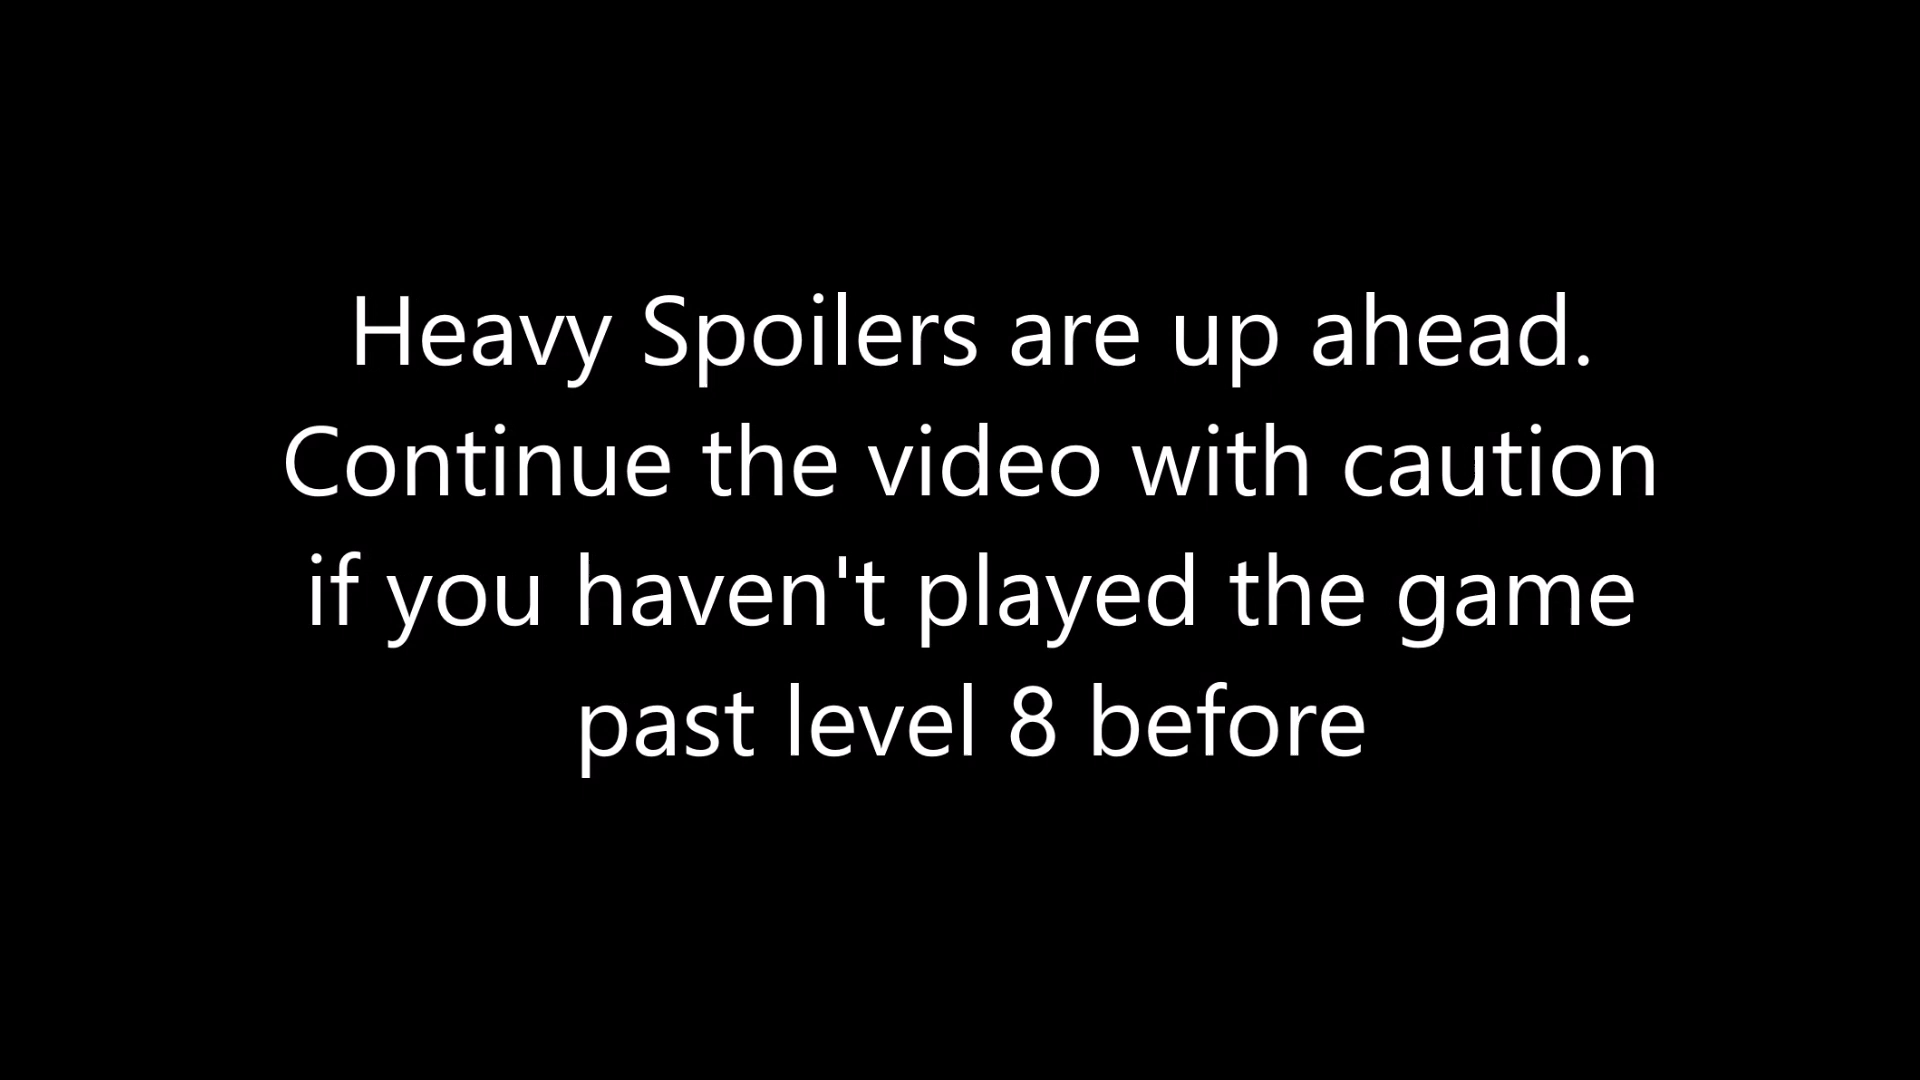 Heavy Spoilers are up ahead.
Continue the video with caution
if you haven't played the game
past level 8 before